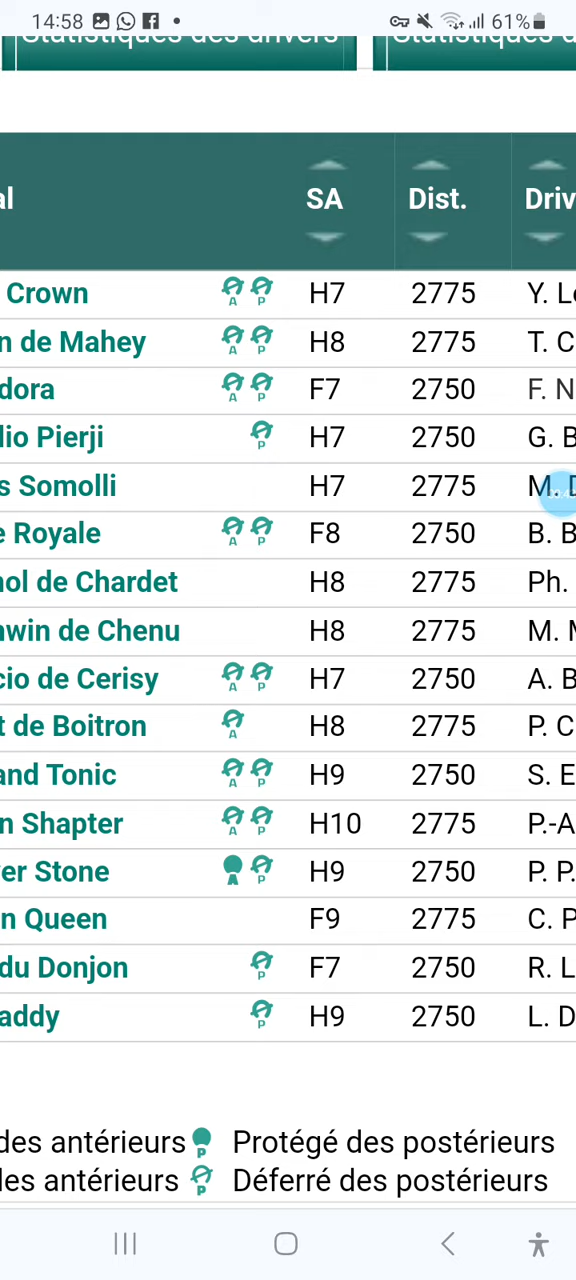 14:58 61%
Statistiques des drivers Statistiques d
al SA Dist. Driv
Crown A P H7 2775 Y. Le
n de Mahey A P H8 2775 T. C
dora A P F7 2750 F. N
lio Pierji P H7 2750 G. B
s Somolli H7 2775 M. D
e Royale A P F8 2750 B. B
nol de Chardet H8 2775 Ph.
nwin de Chenu H8 2775 M. M
cio de Cerisy A P H7 2750 A. B
t de Boitron A H8 2775 P. C
and Tonic A P H9 2750 S. E
n Shapter A P H10 2775 P.-A
er Stone A P H9 2750 P. P.
n Queen F9 2775 C. P
du Donjon P F7 2750 R. L
addy P H9 2750 L. D
des antérieurs P Protégé des postérieurs
des antérieurs P Déferré des postérieurs